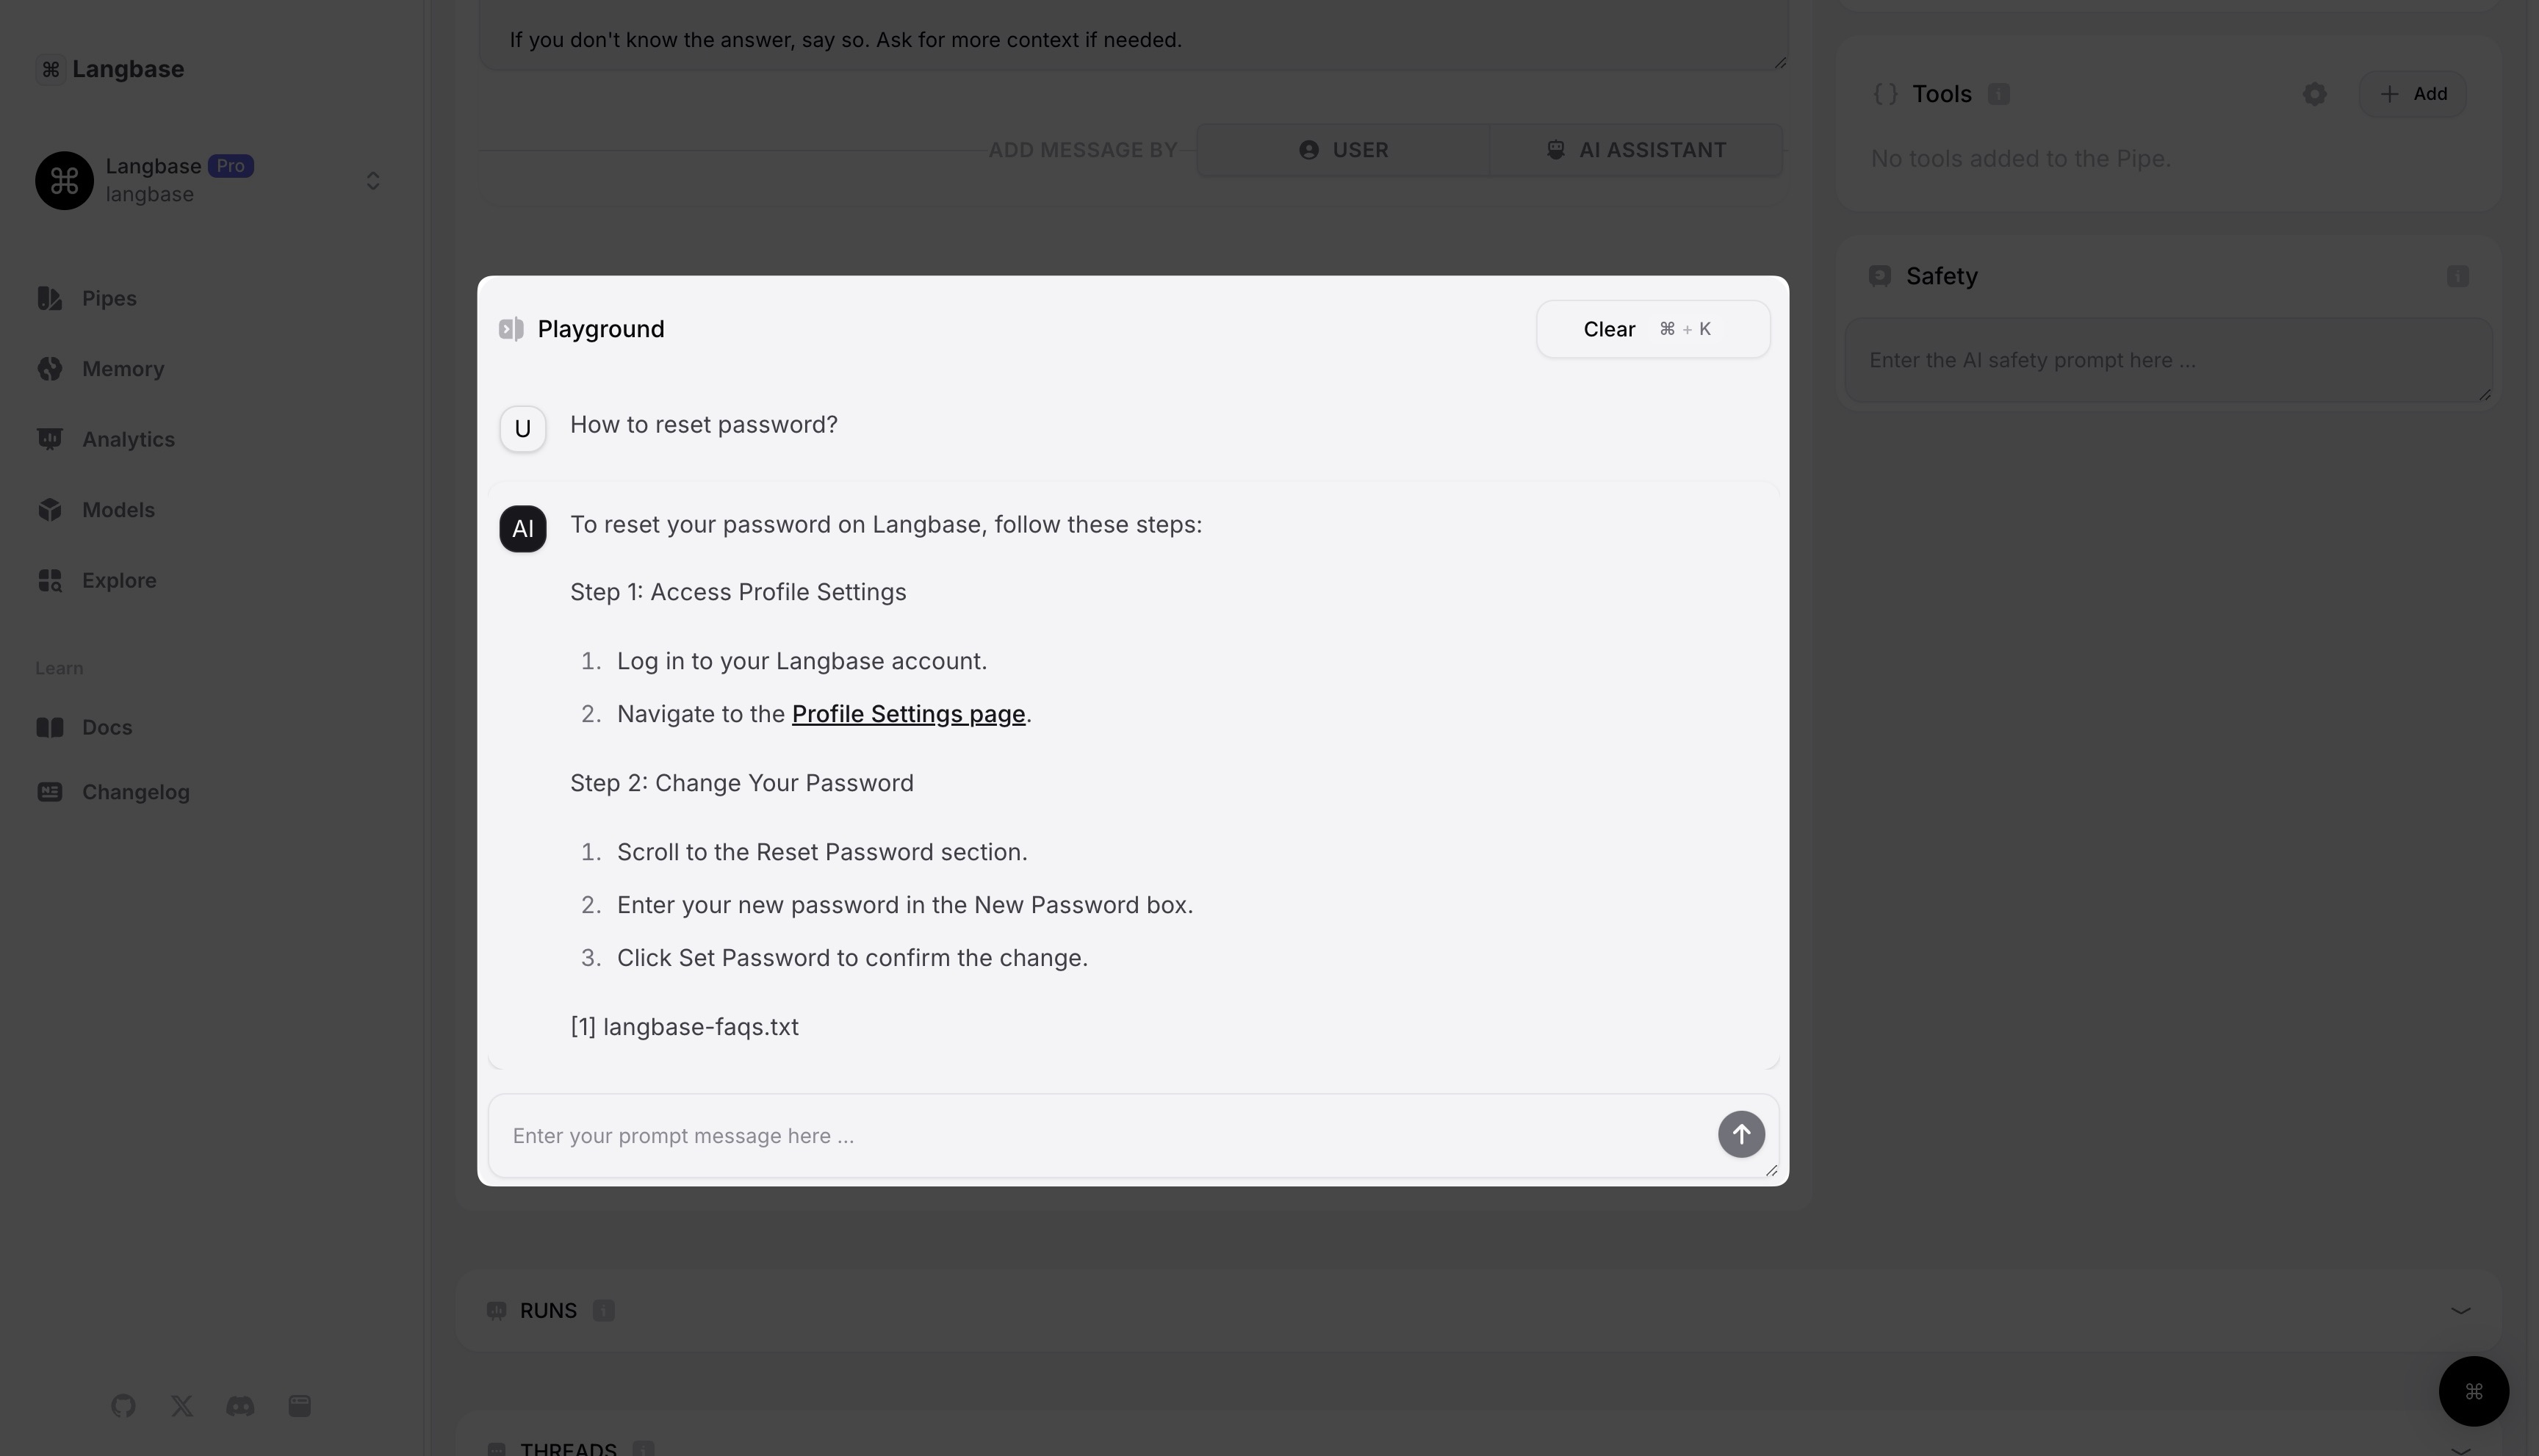 ⌘ Langbase
Langbase Pro
langbase
Pipes
Memory
Analytics
Models
Explore
Learn
Docs
Changelog
If you don't know the answer, say so. Ask for more context if needed.
ADD MESSAGE BY USER AI ASSISTANT
Playground
Clear ⌘ + K
U How to reset password?
AI To reset your password on Langbase, follow these steps:
Step 1: Access Profile Settings
1. Log in to your Langbase account.
2. Navigate to the Profile Settings page.
Step 2: Change Your Password
1. Scroll to the Reset Password section.
2. Enter your new password in the New Password box.
3. Click Set Password to confirm the change.
[1] langbase-faqs.txt
Enter your prompt message here ...
RUNS
THREADS
{} Tools
+ Add
No tools added to the Pipe.
Safety
Enter the AI safety prompt here ...
⌘